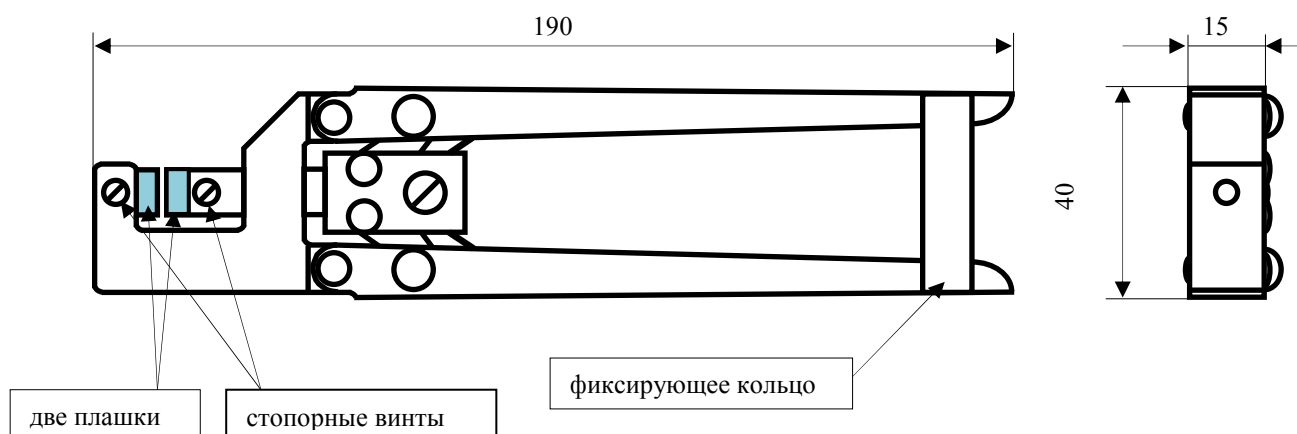 190
15
40
фиксирующее кольцо
две плашки
стопорные винты